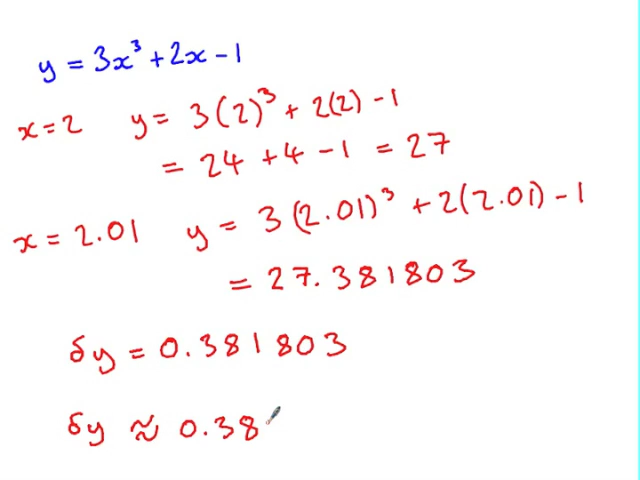 y = 3x³ + 2x - 1
x = 2 y = 3(2)³ + 2(2) - 1
= 24 + 4 - 1 = 27
x = 2.01 y = 3(2.01)³ + 2(2.01) - 1
= 27.381803
δy = 0.381803
δy ≈ 0.38